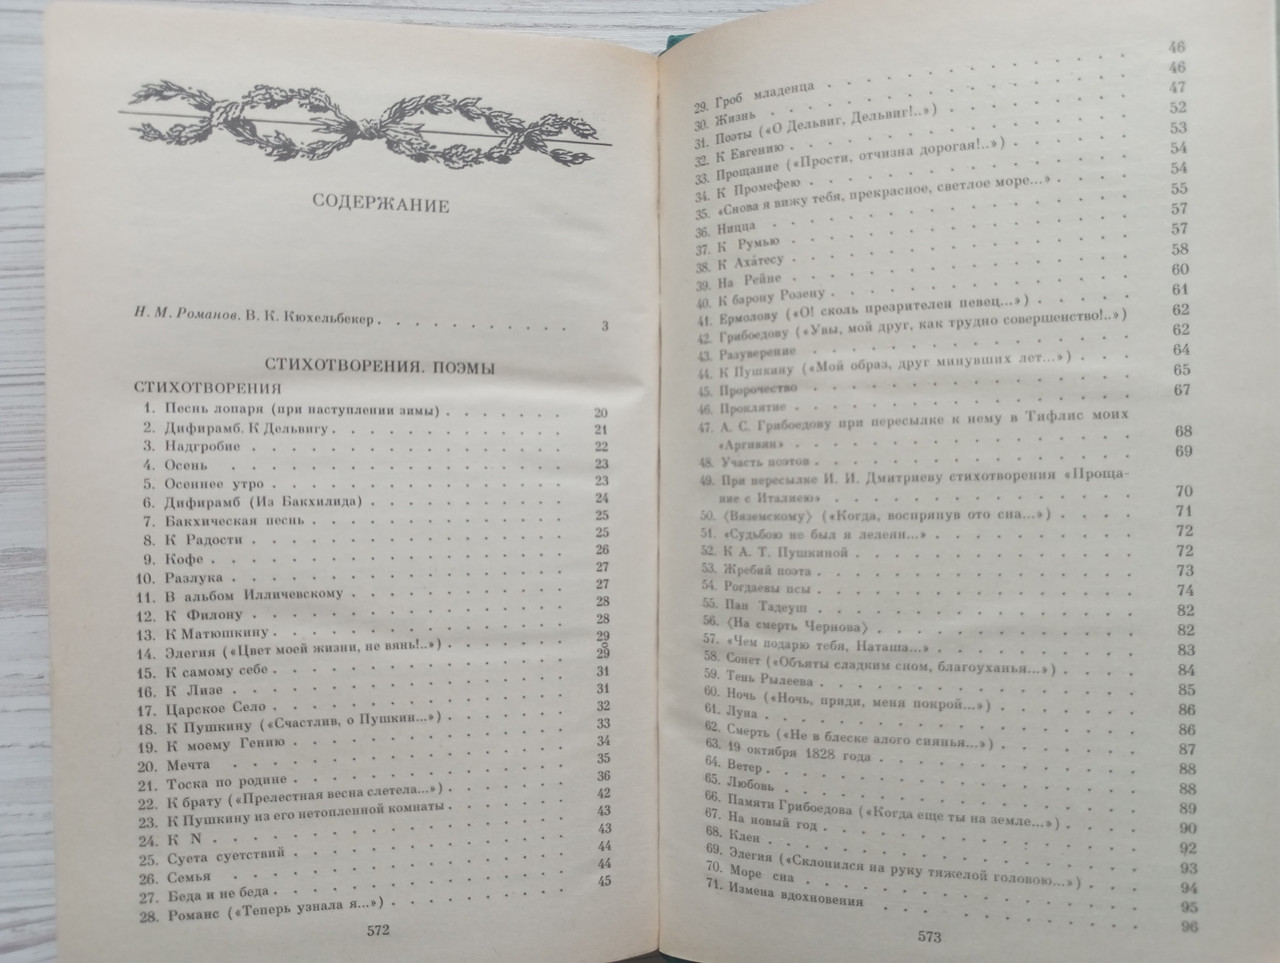 СОДЕРЖАНИЕ
Н. М. Романов. В. К. Кюхельбекер . . . . . . . . . . 3
СТИХОТВОРЕНИЯ. ПОЭМЫ
СТИХОТВОРЕНИЯ
1. Песнь лопаря (при наступлении зимы) . . . . . . . 20
2. Дифирамб. К Дельвигу . . . . . . . . . . . . 21
3. Надгробие . . . . . . . . . . . . . . . 22
4. Осень . . . . . . . . . . . . . . . . 23
5. Осеннее утро . . . . . . . . . . . . . . 23
6. Дифирамб (Из Бакхилида) . . . . . . . . . . 24
7. Бакхическая песнь . . . . . . . . . . . . 25
8. К Радости . . . . . . . . . . . . . . . 25
9. Кофе . . . . . . . . . . . . . . . . . 26
10. Разлука . . . . . . . . . . . . . . . . 27
11. В альбом Илличевскому . . . . . . . . . . . 27
12. К Филону . . . . . . . . . . . . . . . 28
13. К Матюшкину . . . . . . . . . . . . . . 28
14. Элегия («Цвет моей жизни, не вянь!..») . . . . . . 29
15. К самому себе . . . . . . . . . . . . . . 29
16. К Лизе . . . . . . . . . . . . . . . . 31
17. Царское Село . . . . . . . . . . . . . . 31
18. К Пушкину («Счастлив, о Пушкин...») . . . . . . 32
19. К моему Гению . . . . . . . . . . . . . 33
20. Мечта . . . . . . . . . . . . . . . . 34
21. Тоска по родине . . . . . . . . . . . . . 35
22. К брату («Прелестная весна слетела...») . . . . . . 36
23. К Пушкину из его нетопленной комнаты . . . . . . 42
24. К N . . . . . . . . . . . . . . . . . 43
25. Суета суетствий . . . . . . . . . . . . . 43
26. Семья . . . . . . . . . . . . . . . . 44
27. Беда и не беда . . . . . . . . . . . . . . 44
28. Романс («Теперь узнала я...») . . . . . . . . . 45
572
29. Гроб младенца . . . . . . . . . . . . . . 46
30. Жизнь . . . . . . . . . . . . . . . . 46
31. Поэты («О Дельвиг, Дельвиг!..») . . . . . . . . 47
32. К Евгению . . . . . . . . . . . . . . . 52
33. Прощание («Прости, отчизна дорогая!..») . . . . . . 53
34. К Промефею . . . . . . . . . . . . . . 54
35. «Снова я вижу тебя, прекрасное, светлое море...» . . . . 54
36. Ницца . . . . . . . . . . . . . . . . 55
37. К Румью . . . . . . . . . . . . . . . 57
38. К Ахатесу . . . . . . . . . . . . . . . 57
39. На Рейне . . . . . . . . . . . . . . . 58
40. К барону Розену . . . . . . . . . . . . . 60
41. Ермолову («О! сколь презрителен певец...») . . . . . 61
42. Грибоедову («Увы, мой друг, как трудно совершенство!..») 62
43. Разуверение . . . . . . . . . . . . . . 62
44. К Пушкину («Мой образ, друг минувших лет...») . . . 64
45. Пророчество . . . . . . . . . . . . . . 65
46. Проклятие . . . . . . . . . . . . . . . 67
47. А. С. Грибоедову при пересылке к нему в Тифлис моих
«Аргивян» . . . . . . . . . . . . . . 68
48. Участь поэтов . . . . . . . . . . . . . . 69
49. При пересылке И. И. Дмитриеву стихотворения «Проща-
ние с Италиею» . . . . . . . . . . . . . 70
50. ⟨Вяземскому⟩ («Когда, воспрянув ото сна...») . . . . 71
51. «Судьбою не был я лелеян...» . . . . . . . . . 72
52. К А. Т. Пушкиной . . . . . . . . . . . . 72
53. Жребий поэта . . . . . . . . . . . . . . 73
54. Рогдаевы псы . . . . . . . . . . . . . . 74
55. Пан Тадеуш . . . . . . . . . . . . . . 82
56. ⟨На смерть Чернова⟩ . . . . . . . . . . . 82
57. «Чем подарю тебя, Наташа...» . . . . . . . . . 83
58. Сонет («Объяты сладким сном, благоуханья...») . . . . 84
59. Тень Рылеева . . . . . . . . . . . . . . 85
60. Ночь («Ночь, приди, меня покрой...») . . . . . . 86
61. Луна . . . . . . . . . . . . . . . . 86
62. Смерть («Не в блеске алого сиянья...») . . . . . . 87
63. 19 октября 1828 года . . . . . . . . . . . 88
64. Ветер . . . . . . . . . . . . . . . . 88
65. Любовь . . . . . . . . . . . . . . . 89
66. Памяти Грибоедова («Когда еще ты на земле...») . . . 90
67. На новый год . . . . . . . . . . . . . . 92
68. Клен . . . . . . . . . . . . . . . . 93
69. Элегия («Склонился на руку тяжелой головою...») . . . 94
70. Море сна . . . . . . . . . . . . . . . 95
71. Измена вдохновения . . . . . . . . . . . . 96
573